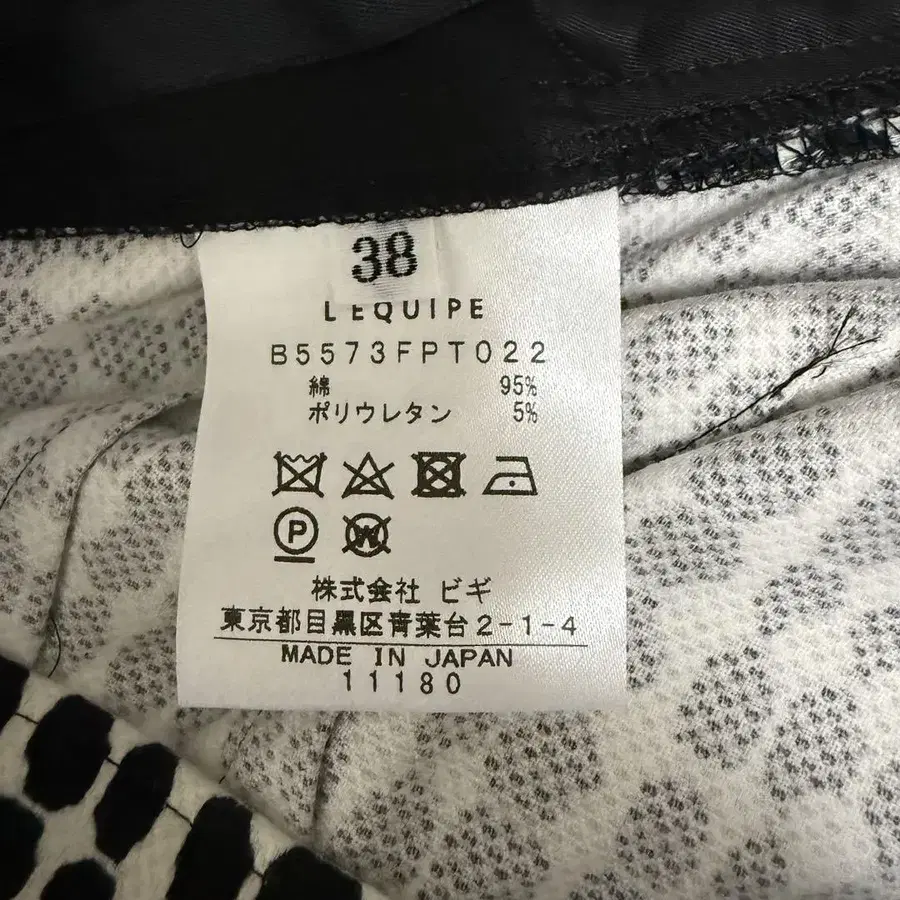 38
L'EQUIPE
B5573FPT022
綿 95%
ポリウレタン 5%
P
W
株式会社 ビギ
東京都目黒区青葉台2-1-4
MADE IN JAPAN
11180